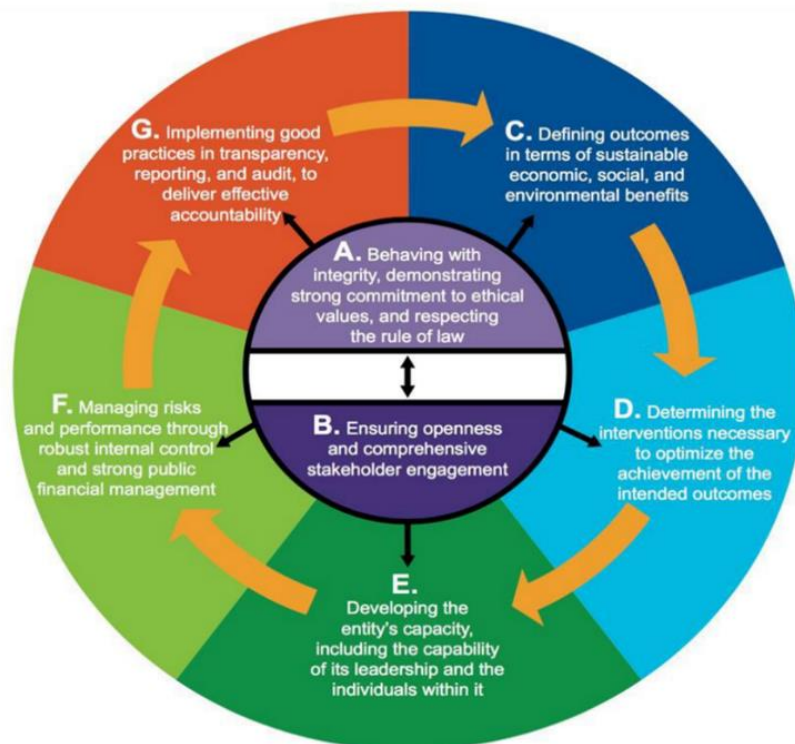 G. Implementing good
practices in transparency,
reporting, and audit, to
deliver effective
accountability
C. Defining outcomes
in terms of sustainable
economic, social, and
environmental benefits
A. Behaving with
integrity, demonstrating
strong commitment to ethical
values, and respecting
the rule of law
B. Ensuring openness
and comprehensive
stakeholder engagement
D. Determining the
interventions necessary
to optimize the
achievement of the
intended outcomes
E.
Developing the
entity's capacity,
including the capability
of its leadership and the
individuals within it
F. Managing risks
and performance through
robust internal control
and strong public
financial management